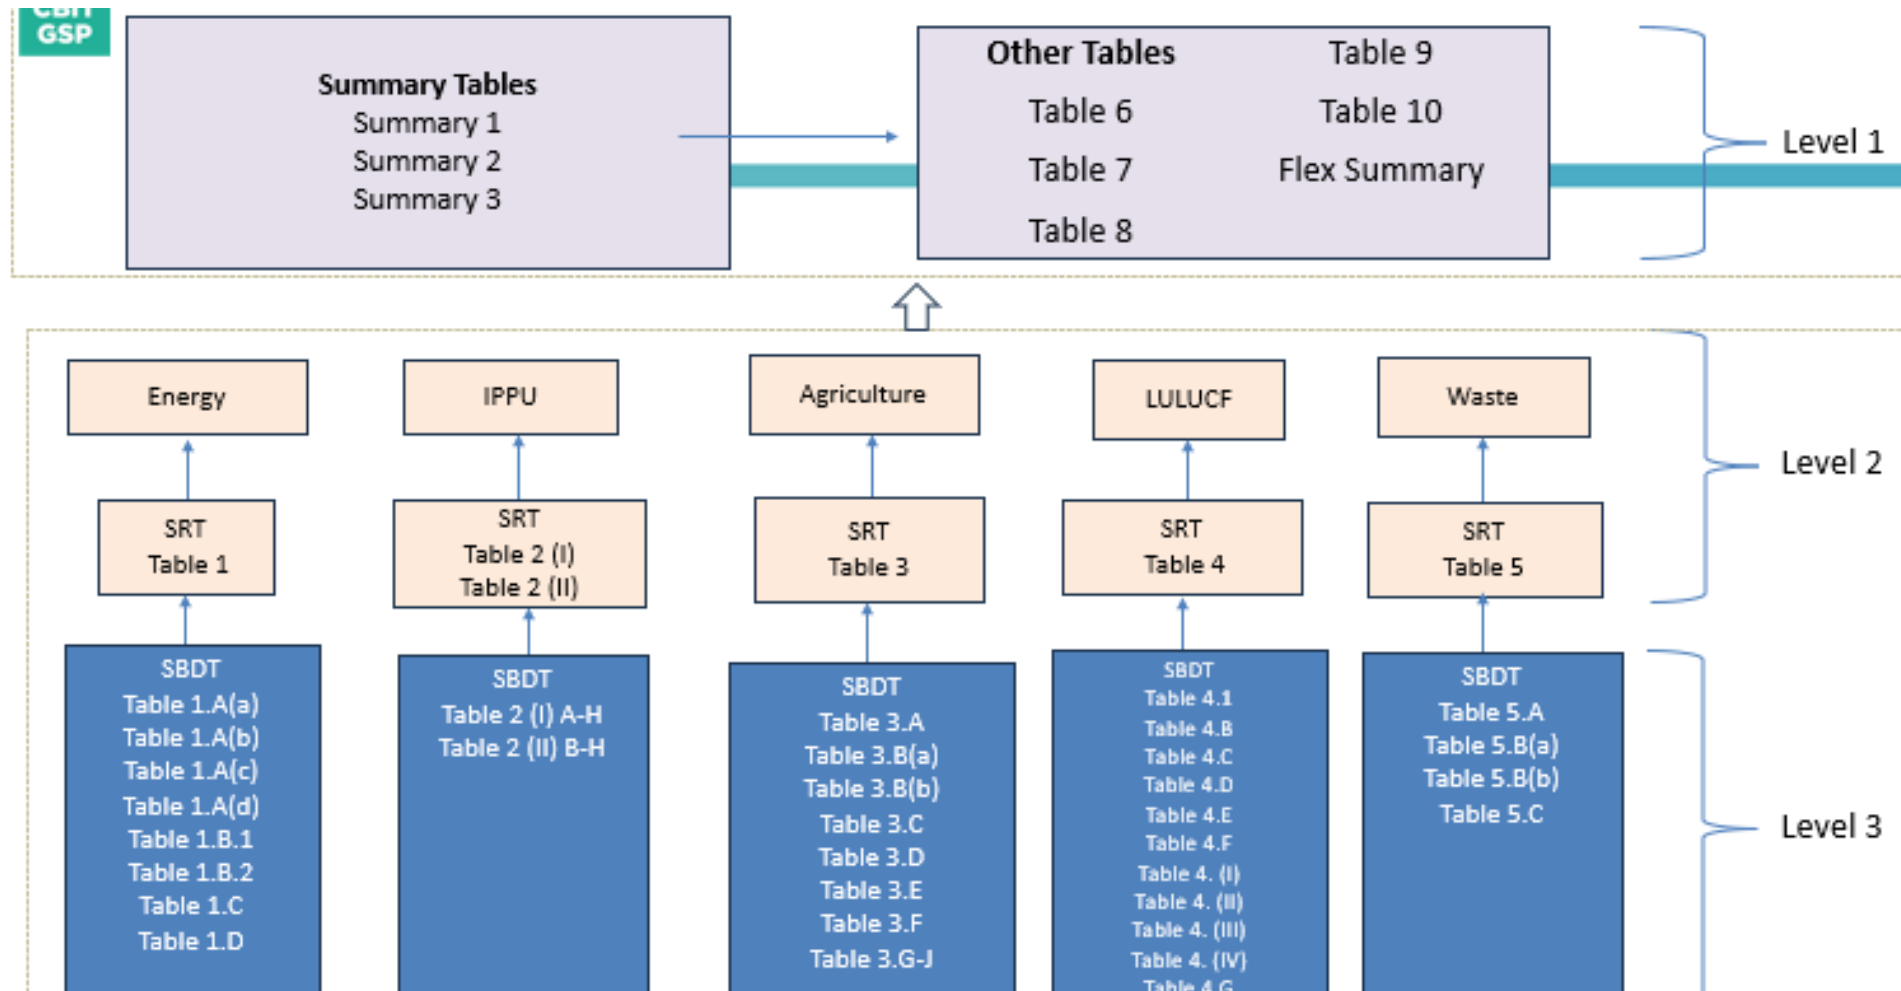 CBIT
GSP
Summary Tables
Summary 1
Summary 2
Summary 3
Other Tables
Table 6
Table 7
Table 8
Table 9
Table 10
Flex Summary
Level 1
Energy
IPPU
Agriculture
LULUCF
Waste
Level 2
SRT
Table 1
SRT
Table 2 (I)
Table 2 (II)
SRT
Table 3
SRT
Table 4
SRT
Table 5
SBDT
Table 1.A(a)
Table 1.A(b)
Table 1.A(c)
Table 1.A(d)
Table 1.B.1
Table 1.B.2
Table 1.C
Table 1.D
SBDT
Table 2 (I) A-H
Table 2 (II) B-H
SBDT
Table 3.A
Table 3.B(a)
Table 3.B(b)
Table 3.C
Table 3.D
Table 3.E
Table 3.F
Table 3.G-J
SBDT
Table 4.1
Table 4.B
Table 4.C
Table 4.D
Table 4.E
Table 4.F
Table 4. (I)
Table 4. (II)
Table 4. (III)
Table 4. (IV)
Table 4.G
SBDT
Table 5.A
Table 5.B(a)
Table 5.B(b)
Table 5.C
Level 3